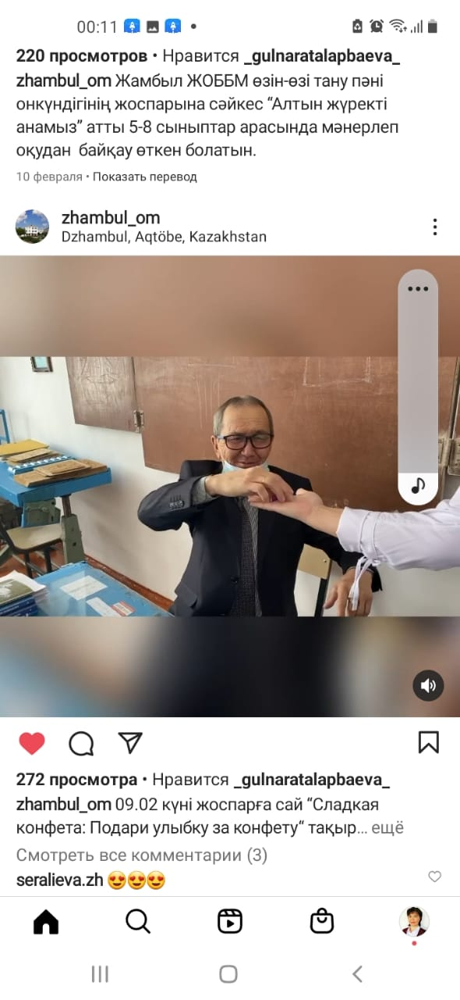 00:11
220 просмотров • Нравится _gulnaratalapbaeva_
zhambul_om Жамбыл ЖОББМ өзін-өзі тану пәні
онкүндігінің жоспарына сәйкес “Алтын жүректі
анамыз” атты 5-8 сыныптар арасында мәнерлеп
оқудан байқау өткен болатын.
10 февраля • Показать перевод
zhambul_om
Dzhambul, Aqtöbe, Kazakhstan
272 просмотра • Нравится _gulnaratalapbaeva_
zhambul_om 09.02 күні жоспарға сай “Сладкая
конфета: Подари улыбку за конфету“ тақыр... ещё
Смотреть все комментарии (3)
seralieva.zh 😍😍😍